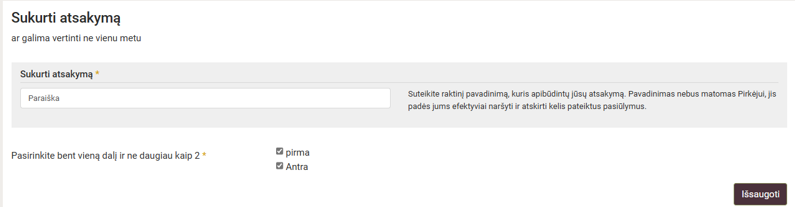 Sukurti atsakymą
ar galima vertinti ne vienu metu
Sukurti atsakymą *
Paraiška
Suteikite raktinį pavadinimą, kuris apibūdintų jūsų atsakymą. Pavadinimas nebus matomas Pirkėjui, jis
padės jums efektyviai naršyti ir atskirti kelis pateiktus pasiūlymus.
Pasirinkite bent vieną dalį ir ne daugiau kaip 2 *
pirma
Antra
Išsaugoti